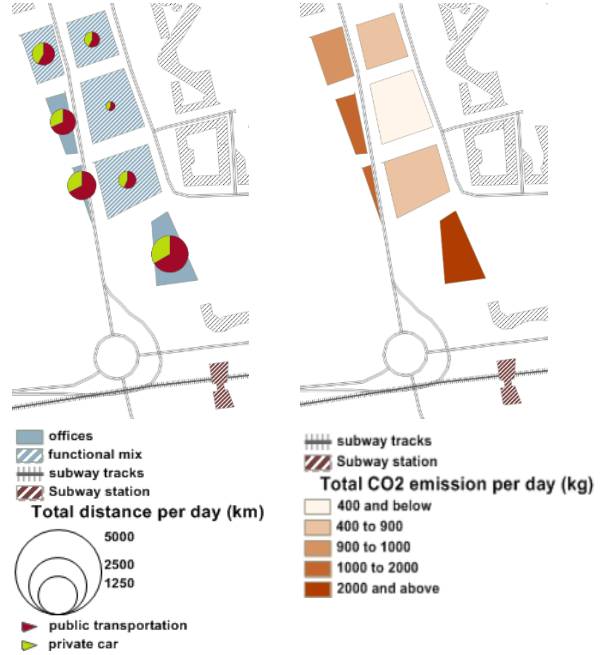 offices
functional mix
subway tracks
Subway station
Total distance per day (km)
5000
2500
1250
public transportation
private car
subway tracks
Subway station
Total CO2 emission per day (kg)
400 and below
400 to 900
900 to 1000
1000 to 2000
2000 and above